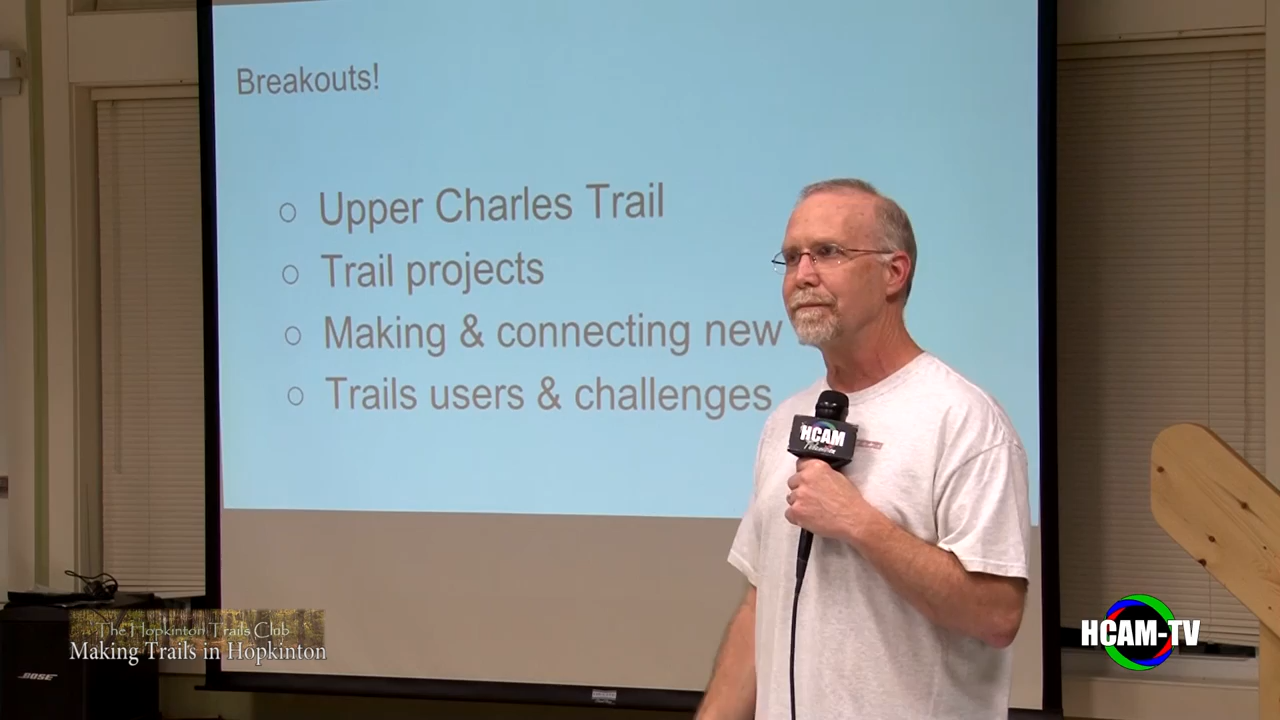 Breakouts!
Upper Charles Trail
Trail projects
Making & connecting new
Trails users & challenges
HCAM
The Hopkinton Trails Club
Making Trails in Hopkinton
HCAM-TV
BOSE